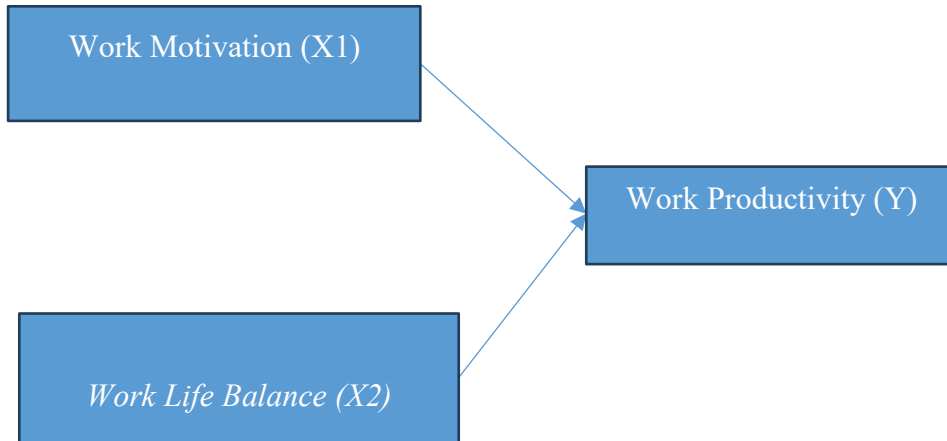 Work Motivation (X1)
Work Productivity (Y)
Work Life Balance (X2)